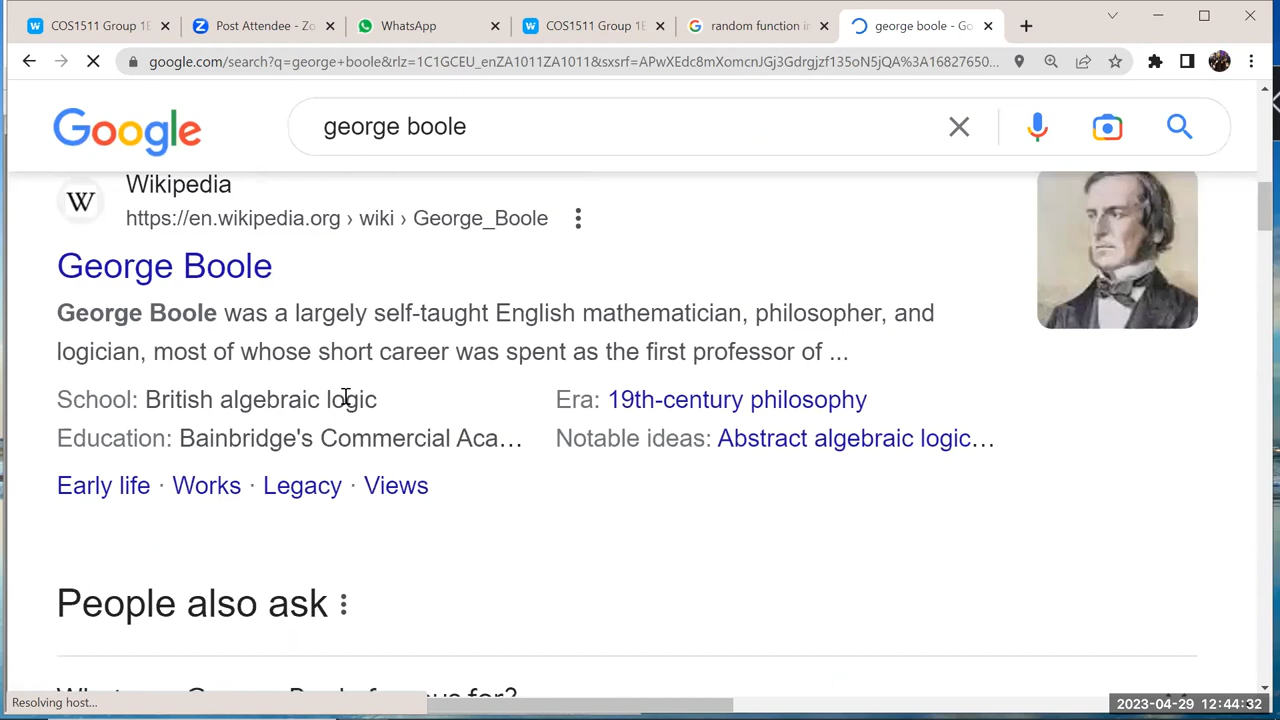 COS1511 Group 1E
Post Attendee - Zo
WhatsApp
COS1511 Group 1E
random function in
george boole - Go
google.com/search?q=george+boole&rlz=1C1GCEU_enZA1011ZA1011&sxsrf=APwXEdc8mXomcnJGj3Gdrgjzf135oN5jQA%3A16827650...
Google
george boole
Wikipedia
https://en.wikipedia.org › wiki › George_Boole
George Boole
George Boole was a largely self-taught English mathematician, philosopher, and
logician, most of whose short career was spent as the first professor of ...
School: British algebraic logic
Era: 19th-century philosophy
Education: Bainbridge's Commercial Aca...
Notable ideas: Abstract algebraic logic...
Early life · Works · Legacy · Views
People also ask
Resolving host...
2023-04-29 12:44:32